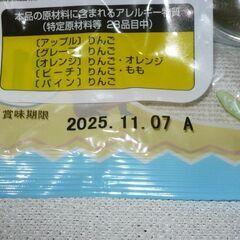 本品の原材料に含まれるアレルギー物質
(特定原材料等 28品目中)
〔アップル〕りんご
〔グレープ〕りんご
〔オレンジ〕りんご・オレンジ
〔ピーチ〕りんご・もも
〔パイン〕りんご
賞味期限
2025.11.07 A